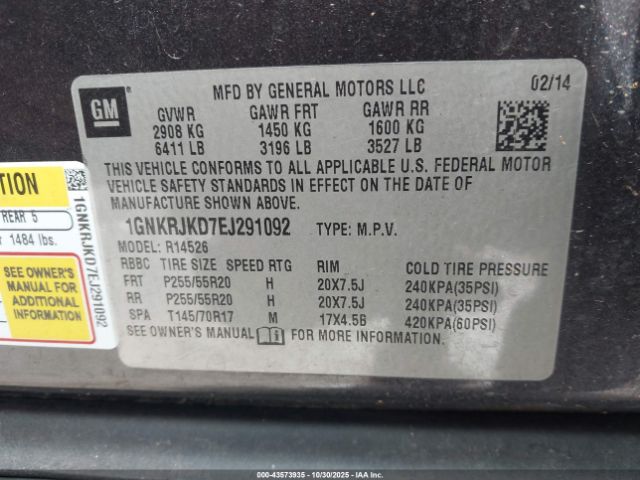 GM
MFD BY GENERAL MOTORS LLC
02/14
GVWR GAWR FRT GAWR RR
2908 KG 1450 KG 1600 KG
6411 LB 3196 LB 3527 LB
THIS VEHICLE CONFORMS TO ALL APPLICABLE U.S. FEDERAL MOTOR
VEHICLE SAFETY STANDARDS IN EFFECT ON THE DATE OF
MANUFACTURE SHOWN ABOVE.
1GNKRJKD7EJ291092 TYPE: M.P.V.
MODEL: R14526
RBBC TIRE SIZE SPEED RTG RIM COLD TIRE PRESSURE
FRT P255/55R20 H 20X7.5J 240KPA(35PSI)
RR P255/55R20 H 20X7.5J 240KPA(35PSI)
SPA T145/70R17 M 17X4.5B 420KPA(60PSI)
SEE OWNER'S MANUAL FOR MORE INFORMATION.
TION
REAR 5
1484 lbs.
SEE OWNER'S
MANUAL FOR
ADDITIONAL
INFORMATION
1GNKRJKD7EJ291092
000-43573935 - 10/30/2025 - IAAI.COM